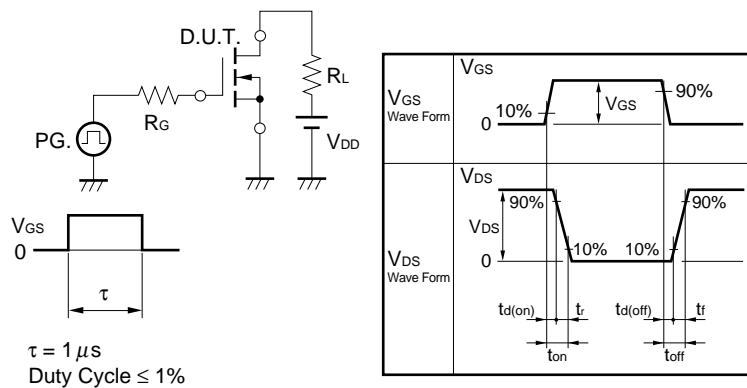 D.U.T.
RL
RG
PG.
VDD
VGS
0
τ
τ = 1 μs
Duty Cycle ≤ 1%
VGS
Wave Form
VGS
10%
0
VGS
90%
VDS
Wave Form
VDS
90%
VDS
0
10%
10%
90%
td(on)
tr
td(off)
tf
ton
toff